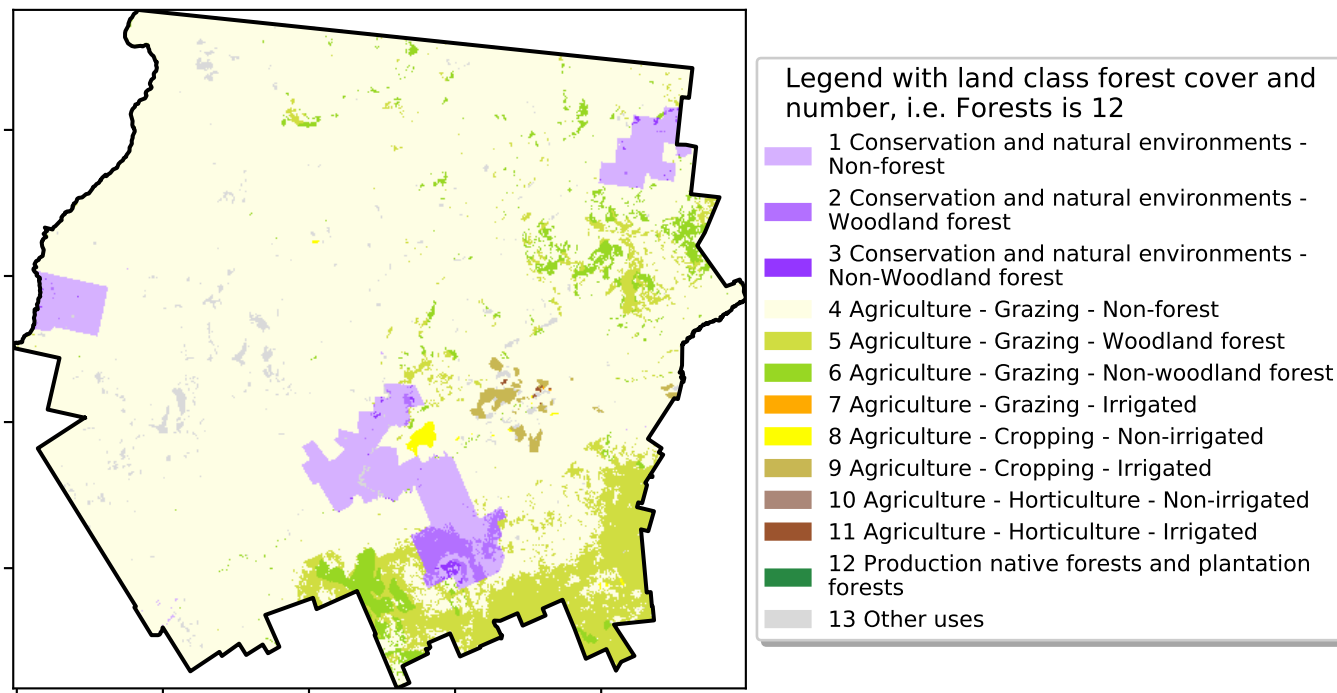 Legend with land class forest cover and
number, i.e. Forests is 12
1 Conservation and natural environments -
Non-forest
2 Conservation and natural environments -
Woodland forest
3 Conservation and natural environments -
Non-Woodland forest
4 Agriculture - Grazing - Non-forest
5 Agriculture - Grazing - Woodland forest
6 Agriculture - Grazing - Non-woodland forest
7 Agriculture - Grazing - Irrigated
8 Agriculture - Cropping - Non-irrigated
9 Agriculture - Cropping - Irrigated
10 Agriculture - Horticulture - Non-irrigated
11 Agriculture - Horticulture - Irrigated
12 Production native forests and plantation
forests
13 Other uses